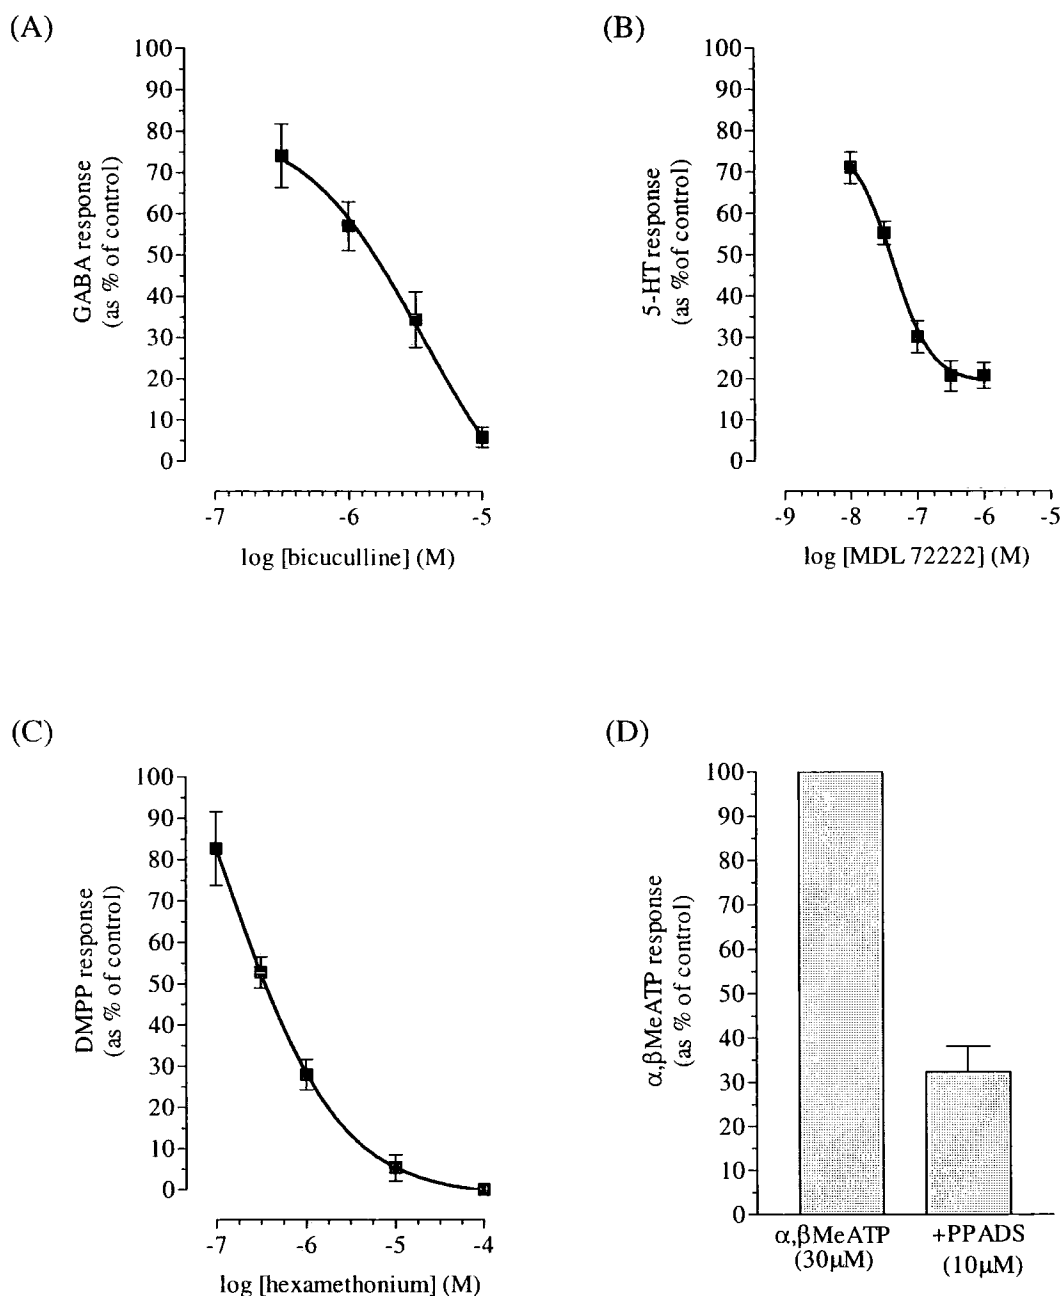 (A)
100
90
80
70
60
50
40
30
20
10
0
GABA response
(as % of control)
-7
-6
-5
log [bicuculline] (M)
(B)
100
90
80
70
60
50
40
30
20
10
0
5-HT response
(as % of control)
-9
-8
-7
-6
-5
log [MDL 72222] (M)
(C)
100
90
80
70
60
50
40
30
20
10
0
DMPP response
(as % of control)
-7
-6
-5
-4
log [hexamethonium] (M)
(D)
100
90
80
70
60
50
40
30
20
10
0
α,βMeATP response
(as % of control)
α,βMeATP
(30μM)
+PPADS
(10μM)